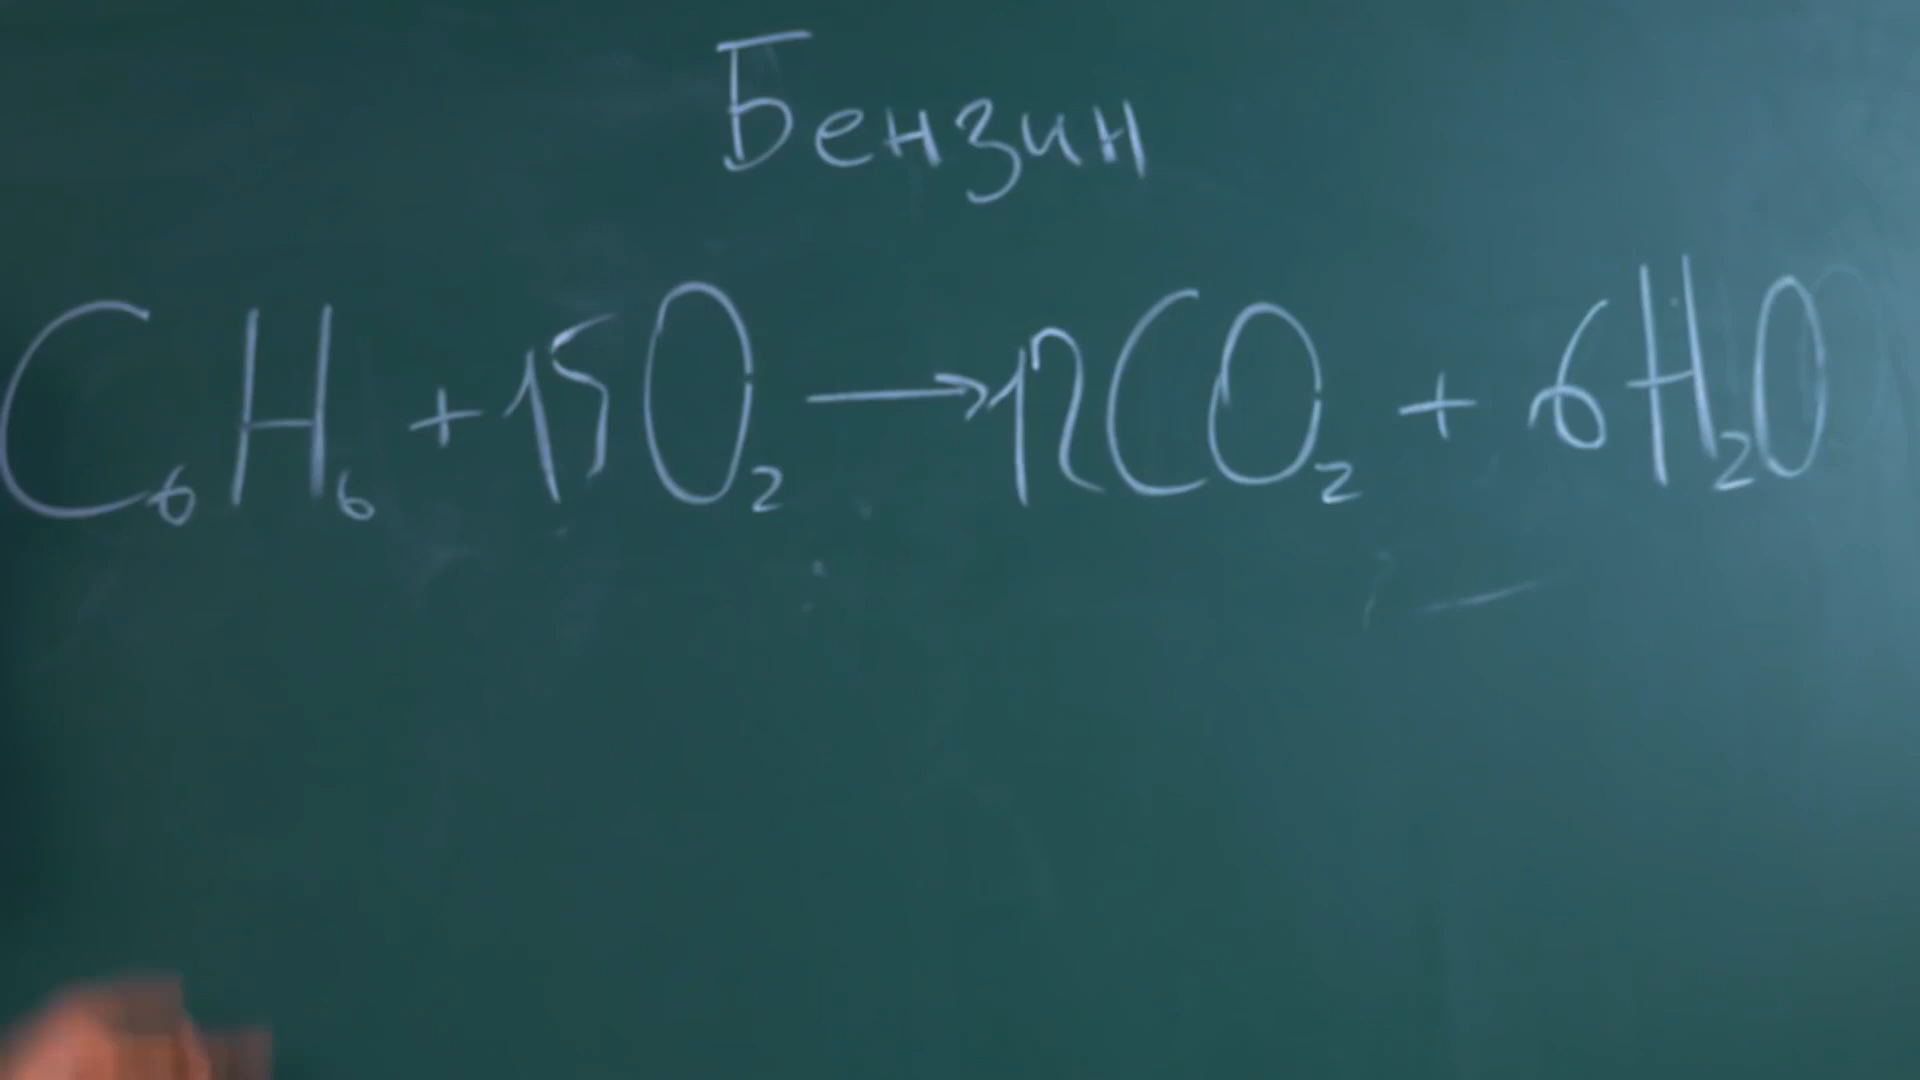 Бензин
C₆H₆ + 15O₂ → 12CO₂ + 6H₂O